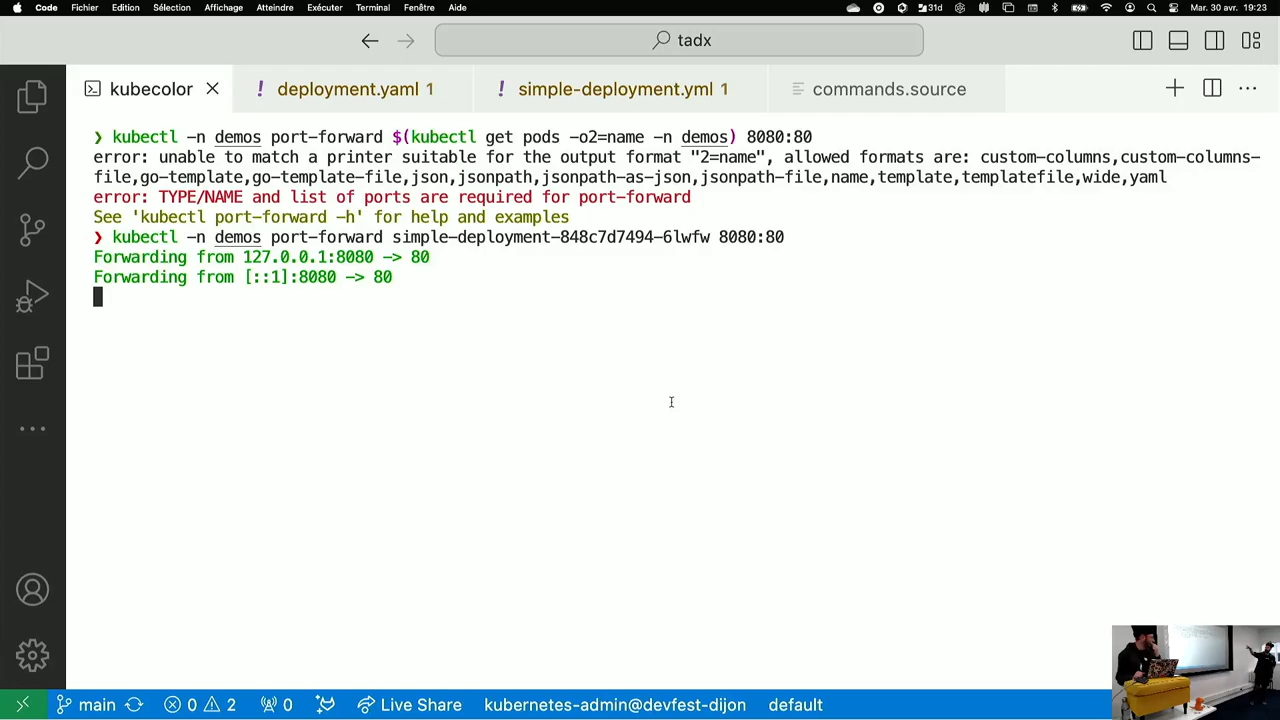 Code Fichier Edition Sélection Affichage Atteindre Exécuter Terminal Fenêtre Aide 31d Mar. 30 avr. 19:23
tadx
kubecolor ! deployment.yaml 1 ! simple-deployment.yml 1 commands.source
❯ kubectl -n demos port-forward $(kubectl get pods -o2=name -n demos) 8080:80
error: unable to match a printer suitable for the output format "2=name", allowed formats are: custom-columns,custom-columns-
file,go-template,go-template-file,json,jsonpath,jsonpath-as-json,jsonpath-file,name,template,templatefile,wide,yaml
error: TYPE/NAME and list of ports are required for port-forward
See 'kubectl port-forward -h' for help and examples
❯ kubectl -n demos port-forward simple-deployment-848c7d7494-6lwfw 8080:80
Forwarding from 127.0.0.1:8080 -> 80
Forwarding from [::1]:8080 -> 80
main 0 2 0 Live Share kubernetes-admin@devfest-dijon default